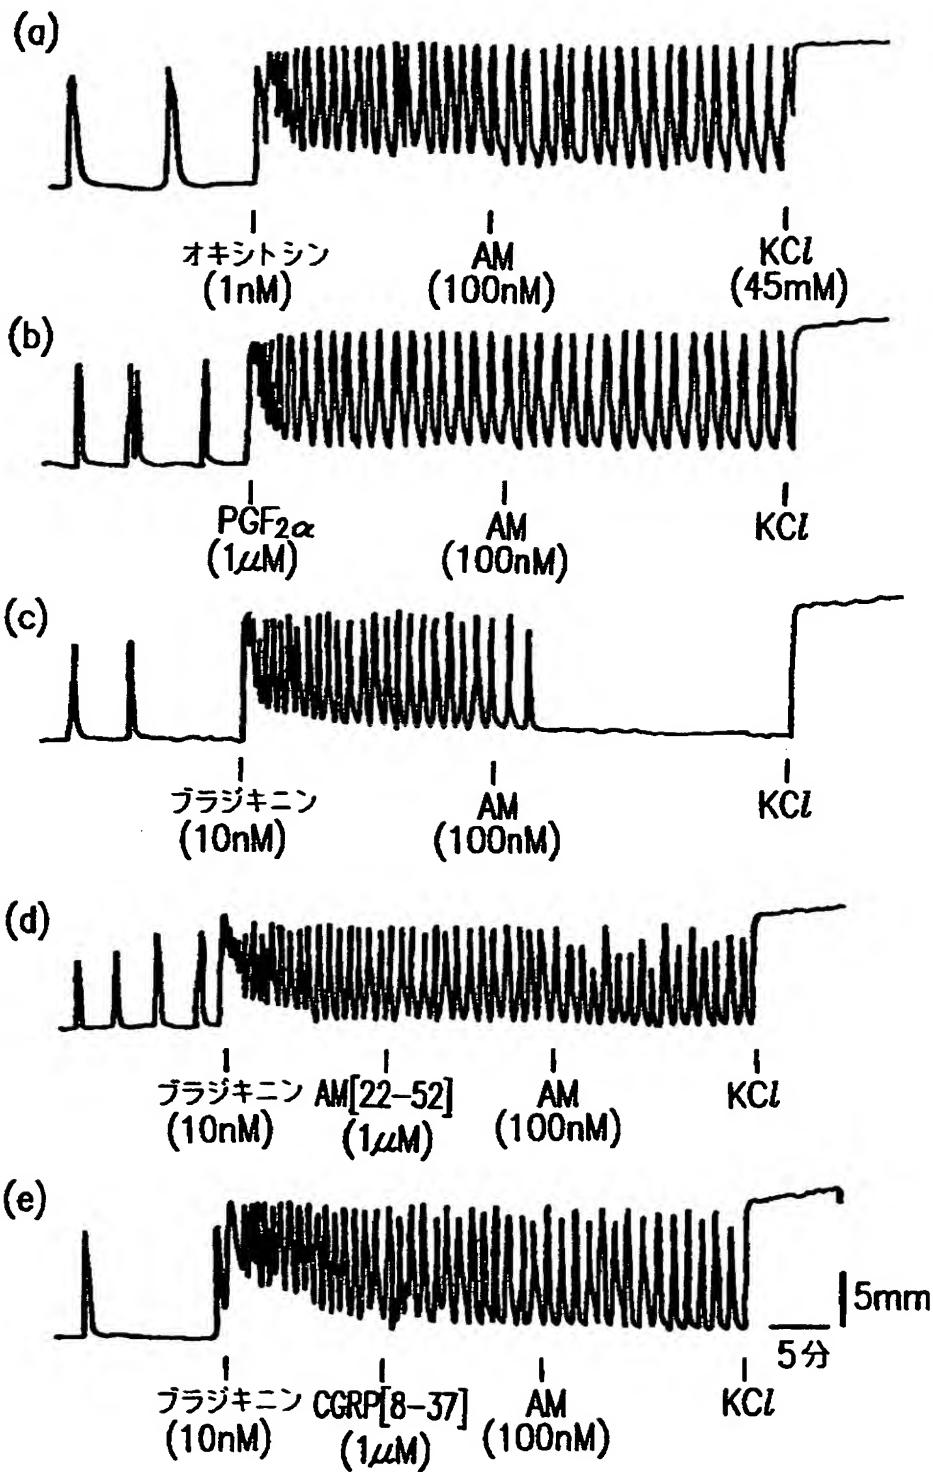 (a)
オキシトシン AM KCl
(1nM) (100nM) (45mM)
(b)
PGF2α AM KCl
(1μM) (100nM)
(c)
ブラジキニン AM KCl
(10nM) (100nM)
(d)
ブラジキニン AM[22-52] AM KCl
(10nM) (1μM) (100nM)
(e)
5mm
5分
ブラジキニン CGRP[8-37] AM KCl
(10nM) (1μM) (100nM)